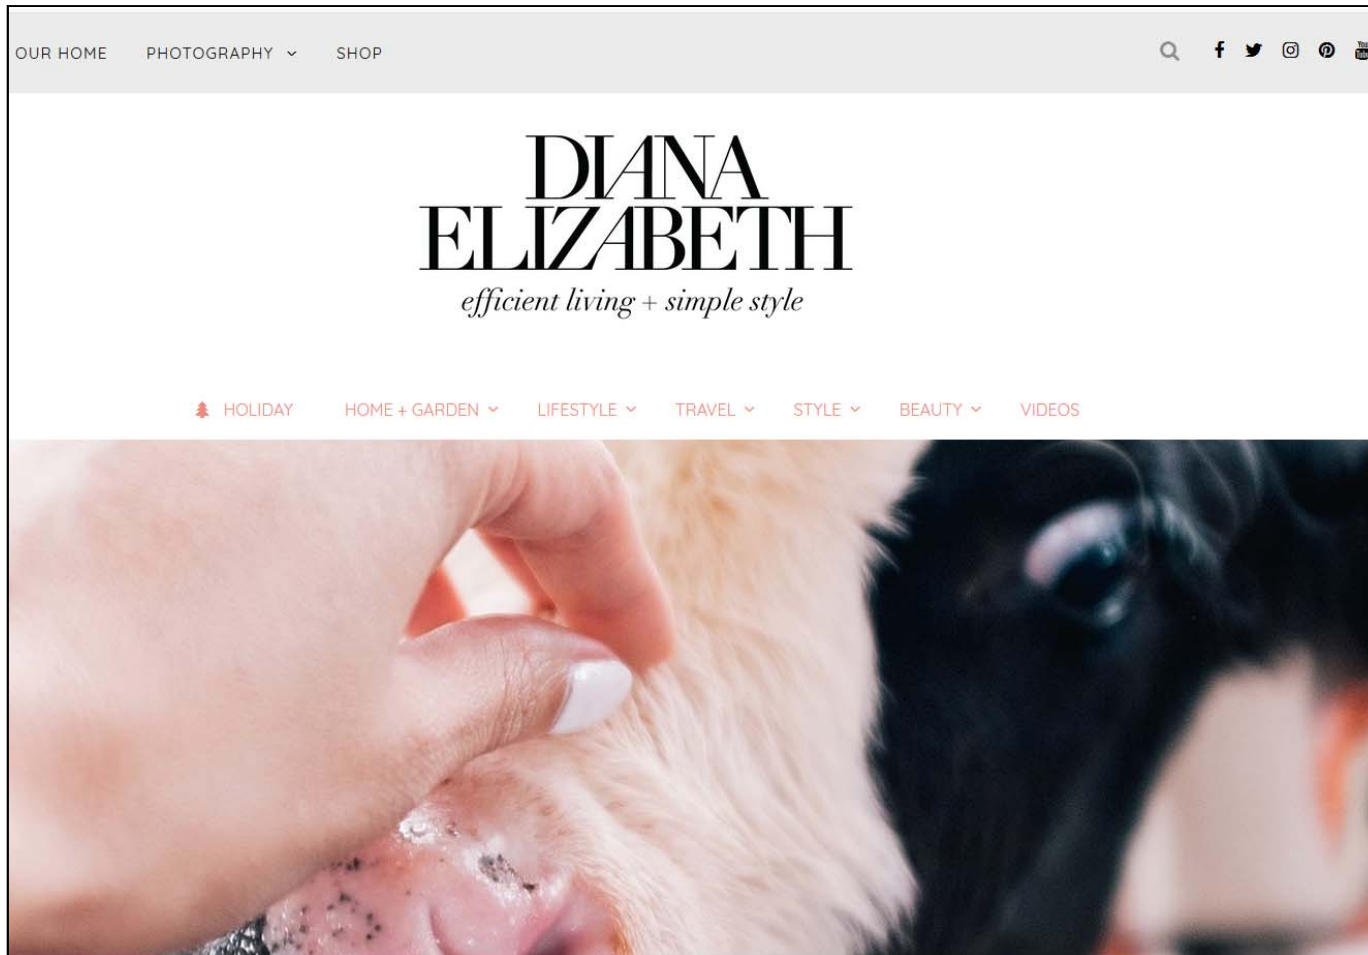 OUR HOME PHOTOGRAPHY SHOP
DIANA
ELIZABETH
efficient living + simple style
HOLIDAY HOME + GARDEN LIFESTYLE TRAVEL STYLE BEAUTY VIDEOS